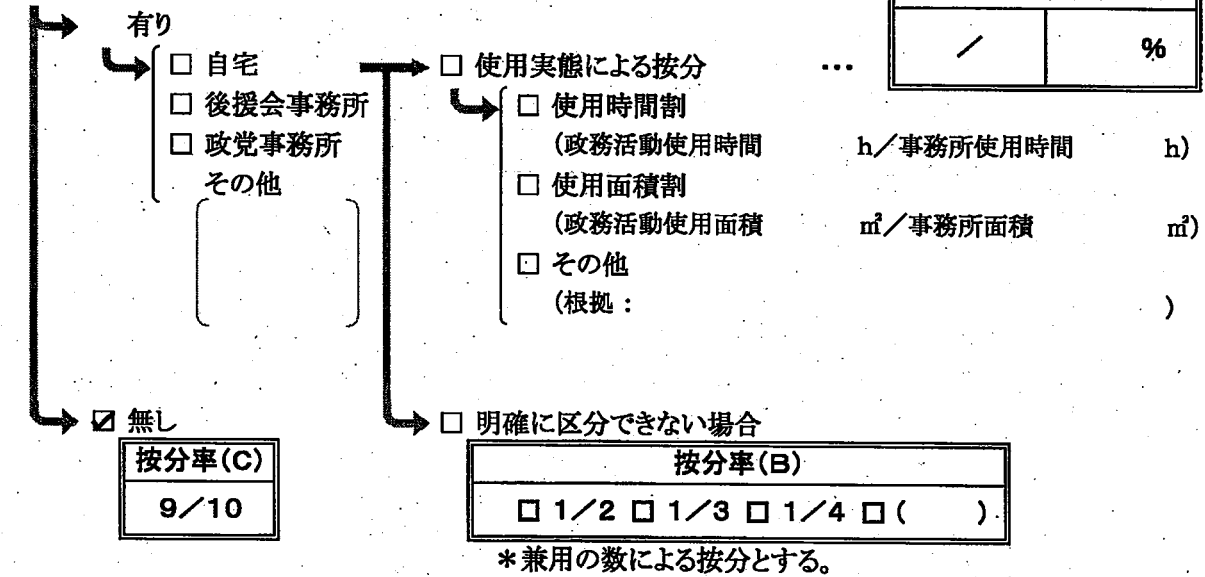 有り
／ %
□ 自宅
□ 使用実態による按分 …
□ 後援会事務所
□ 使用時間割
□ 政党事務所
(政務活動使用時間 h／事務所使用時間 h)
その他
□ 使用面積割
(政務活動使用面積 ㎡／事務所面積 ㎡)
□ その他
(根拠： )
☑ 無し
□ 明確に区分できない場合
按分率(C)
9／10
按分率(B)
□ 1／2 □ 1／3 □ 1／4 □ ( )
＊兼用の数による按分とする。